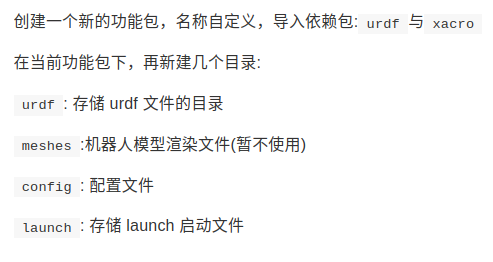 创建一个新的功能包，名称自定义，导入依赖包: urdf 与 xacro
在当前功能包下，再新建几个目录:
urdf : 存储 urdf 文件的目录
meshes :机器人模型渲染文件(暂不使用)
config : 配置文件
launch : 存储 launch 启动文件